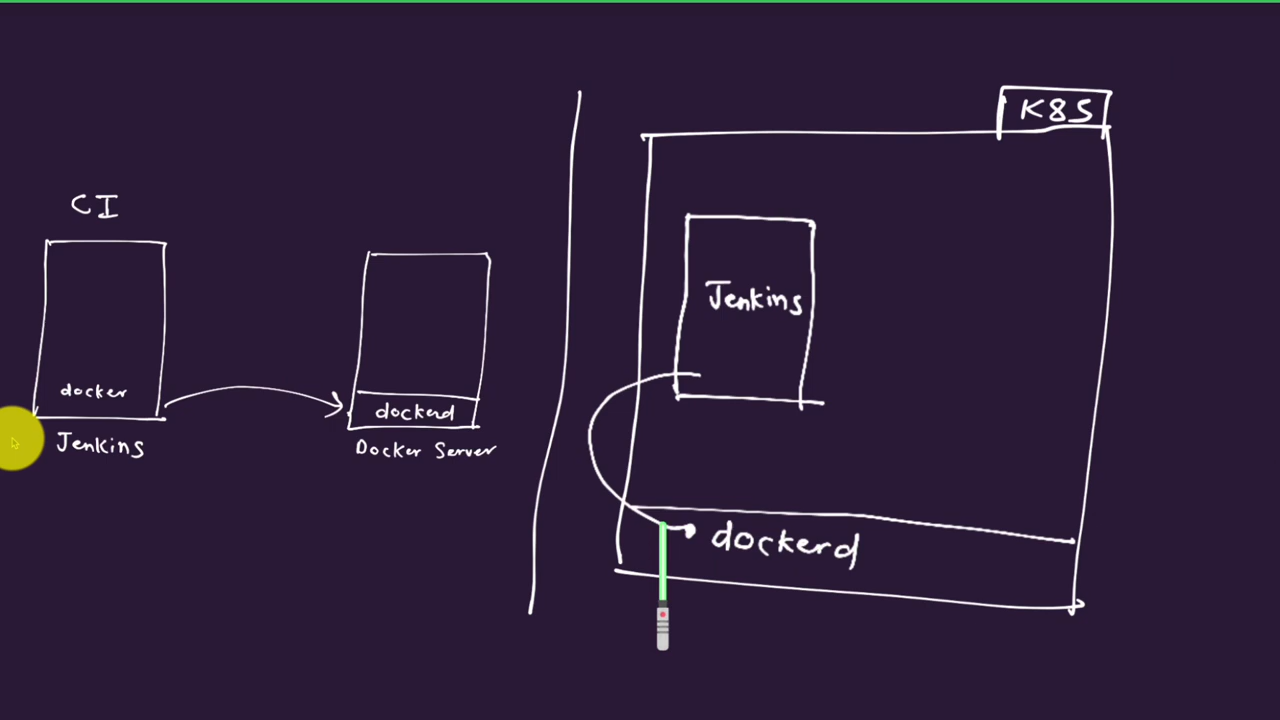 CI
docker
Jenkins
dockerd
Docker Server
K8S
Jenkins
dockerd